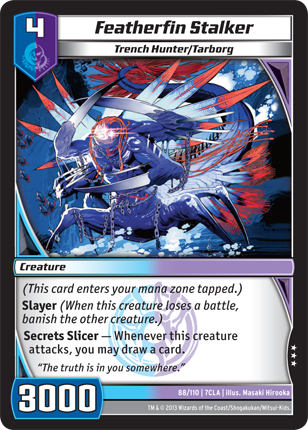 4
Featherfin Stalker
Trench Hunter/Tarborg
Creature
(This card enters your mana zone tapped.)
Slayer (When this creature loses a battle,
banish the other creature.)
Secrets Slicer — Whenever this creature
attacks, you may draw a card.
"The truth is in you somewhere."
3000
88/110 | 7CLA | Illus. Masaki Hirooka
TM & © 2013 Wizards of the Coast/Shogakukan/Mitsui-Kids.